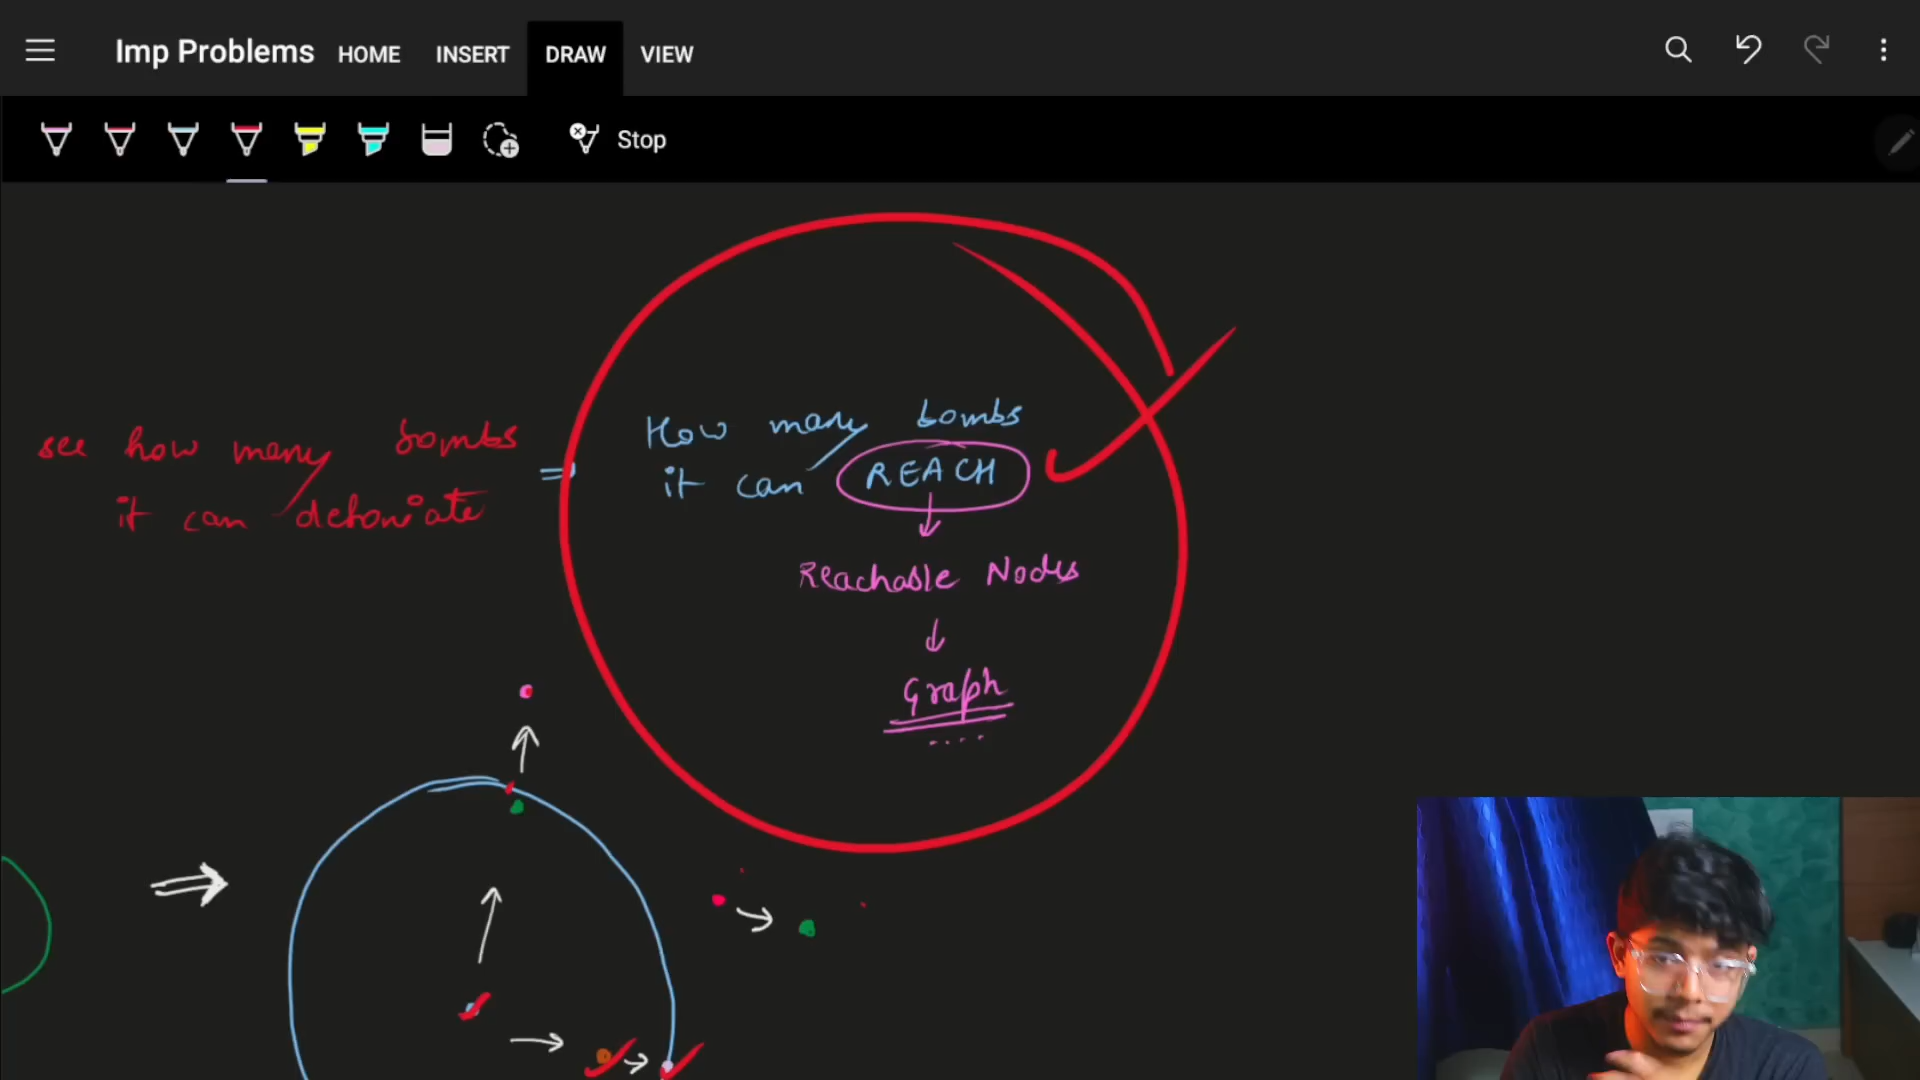 Imp Problems HOME INSERT DRAW VIEW
Stop
see how many bombs
it can detoniate
=
How many bombs
it can REACH
Reachable Nodes
Graph